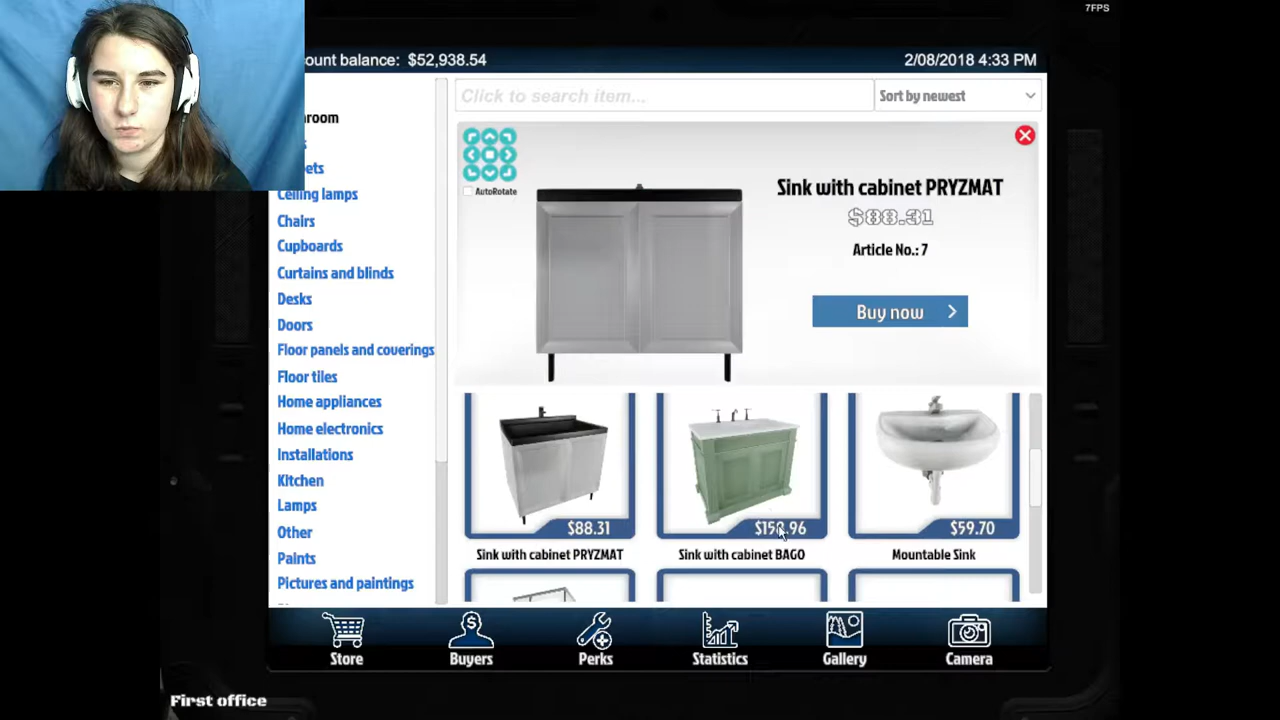 7FPS
ount balance: $52,938.54
2/08/2018 4:33 PM
Click to search item...
Sort by newest
AutoRotate
Sink with cabinet PRYZMAT
$88.31
Article No.: 7
Buy now
room
ets
Ceiling lamps
Chairs
Cupboards
Curtains and blinds
Desks
Doors
Floor panels and coverings
Floor tiles
Home appliances
Home electronics
Installations
Kitchen
Lamps
Other
Paints
Pictures and paintings
$88.31
Sink with cabinet PRYZMAT
Sink with cabinet BAGO
$59.70
Mountable Sink
Store
Buyers
Perks
Statistics
Gallery
Camera
First office